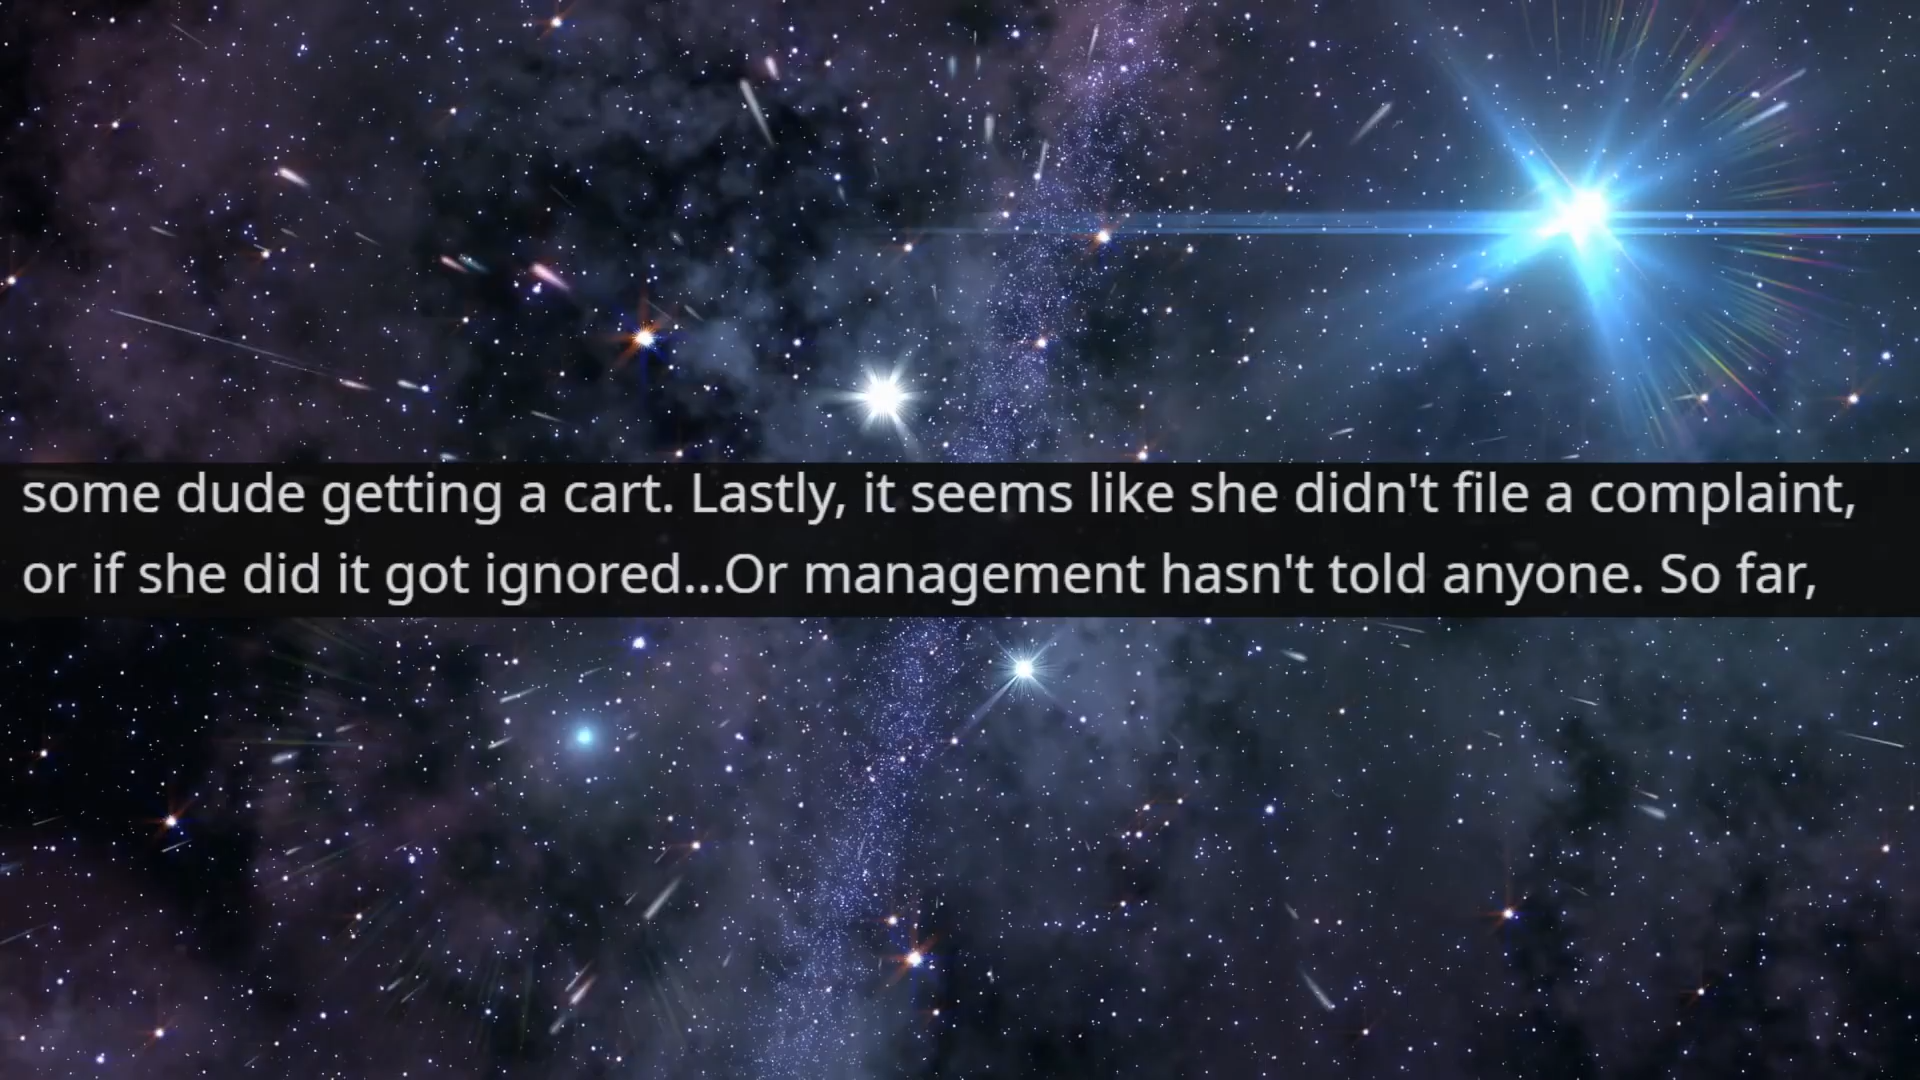 some dude getting a cart. Lastly, it seems like she didn't file a complaint,
or if she did it got ignored...Or management hasn't told anyone. So far,